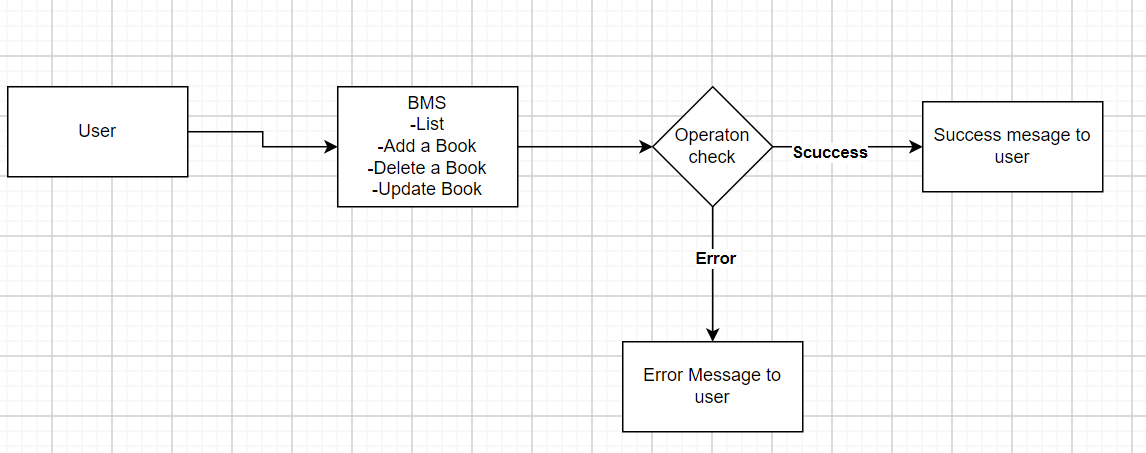 User
BMS
-List
-Add a Book
-Delete a Book
-Update Book
Operaton
check
Scuccess
Success mesage to
user
Error
Error Message to
user